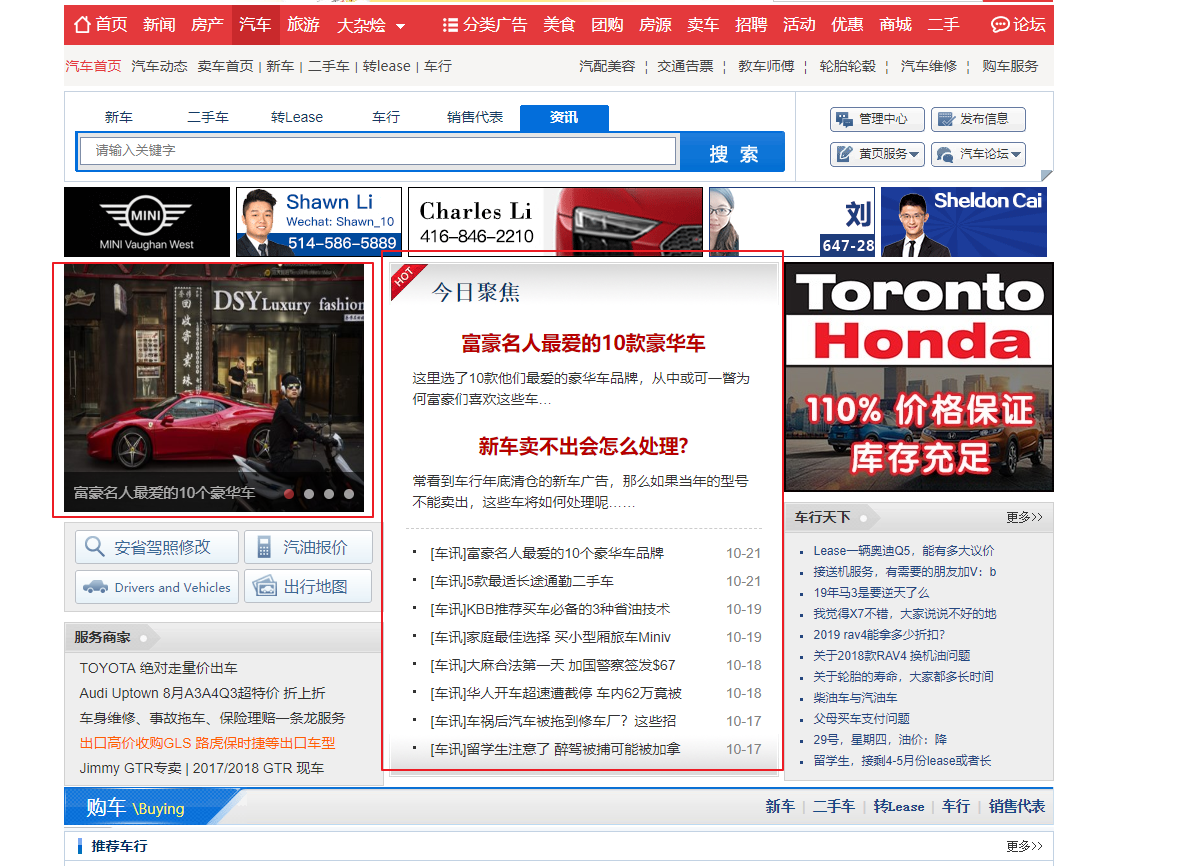 首页 新闻 房产 汽车 旅游 大杂烩 分类广告 美食 团购 房源 卖车 招聘 活动 优惠 商城 二手 论坛
汽车首页 汽车动态 卖车首页 | 新车 | 二手车 | 转lease | 车行 汽配美容 ¦ 交通告票 ¦ 教车师傅 ¦ 轮胎轮毂 ¦ 汽车维修 ¦ 购车服务
新车 二手车 转Lease 车行 销售代表 资讯
请输入关键字 搜 索
管理中心 发布信息
黄页服务 汽车论坛
MINI
MINI Vaughan West
Shawn Li
Wechat: Shawn_10
514-586-5889
Charles Li
416-846-2210
刘
647-28
Sheldon Cai
DSY Luxury fashion
回收寄卖
富豪名人最爱的10个豪华车
安省驾照修改 汽油报价
Drivers and Vehicles 出行地图
服务商家
TOYOTA 绝对走量价出车
Audi Uptown 8月A3A4Q3超特价 折上折
车身维修、事故拖车、保险理赔一条龙服务
出口高价收购GLS 路虎保时捷等出口车型
Jimmy GTR专卖 | 2017/2018 GTR 现车
HOT
今日聚焦
富豪名人最爱的10款豪华车
这里选了10款他们最爱的豪华车品牌，从中或可一瞥为
何富豪们喜欢这些车…
新车卖不出会怎么处理?
常看到车行年底清仓的新车广告，那么如果当年的型号
不能卖出，这些车将如何处理呢……
[车讯]富豪名人最爱的10个豪华车品牌 10-21
[车讯]5款最适长途通勤二手车 10-21
[车讯]KBB推荐买车必备的3种省油技术 10-19
[车讯]家庭最佳选择 买小型厢旅车Miniv 10-19
[车讯]大麻合法第一天 加国警察签发$67 10-18
[车讯]华人开车超速遭截停 车内62万竟被 10-18
[车讯]车祸后汽车被拖到修车厂？这些招 10-17
[车讯]留学生注意了 醉驾被捕可能被加拿 10-17
Toronto
Honda
110% 价格保证
库存充足
车行天下 更多>>
Lease一辆奥迪Q5，能有多大议价
接送机服务，有需要的朋友加V：b
19年马3是要逆天了么
我觉得X7不错，大家说说不好的地
2019 rav4能拿多少折扣?
关于2018款RAV4 换机油问题
关于轮胎的寿命，大家都多长时间
柴油车与汽油车
父母买车支付问题
29号，星期四，油价：降
留学生，接剩4-5月份lease或者长
购车 \Buying 新车 | 二手车 | 转Lease | 车行 | 销售代表
推荐车行 更多>>